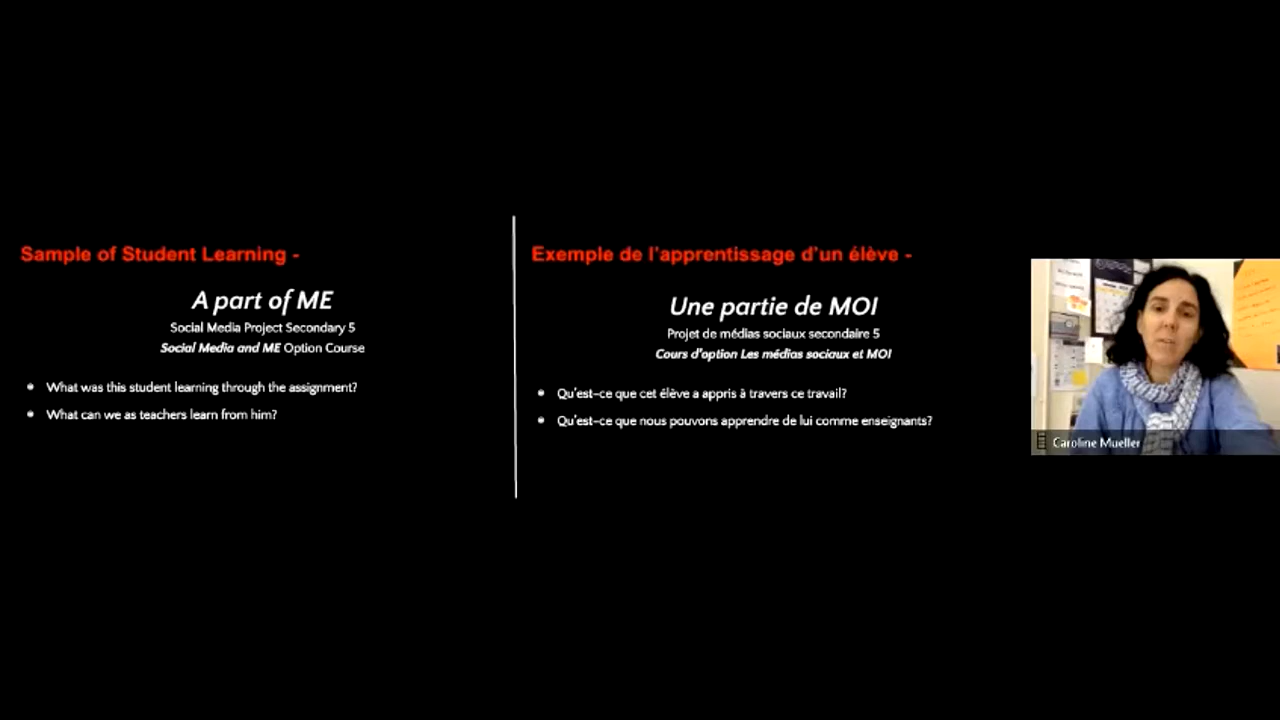 Sample of Student Learning -
A part of ME
Social Media Project Secondary 5
Social Media and ME Option Course
• What was this student learning through the assignment?
• What can we as teachers learn from him?
Exemple de l'apprentissage d'un élève -
Une partie de MOI
Projet de médias sociaux secondaire 5
Cours d'option Les médias sociaux et MOI
• Qu'est-ce que cet élève a appris à travers ce travail?
• Qu'est-ce que nous pouvons apprendre de lui comme enseignants?
Caroline Mueller